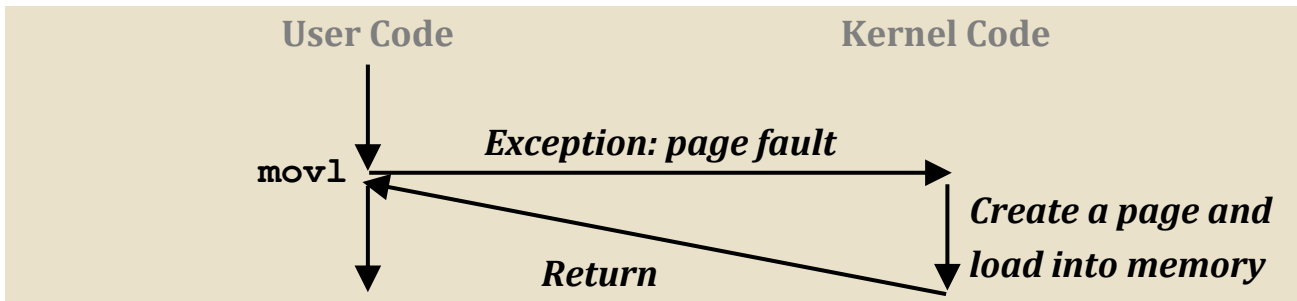 User Code
Kernel Code
Exception: page fault
movl
Create a page and
load into memory
Return